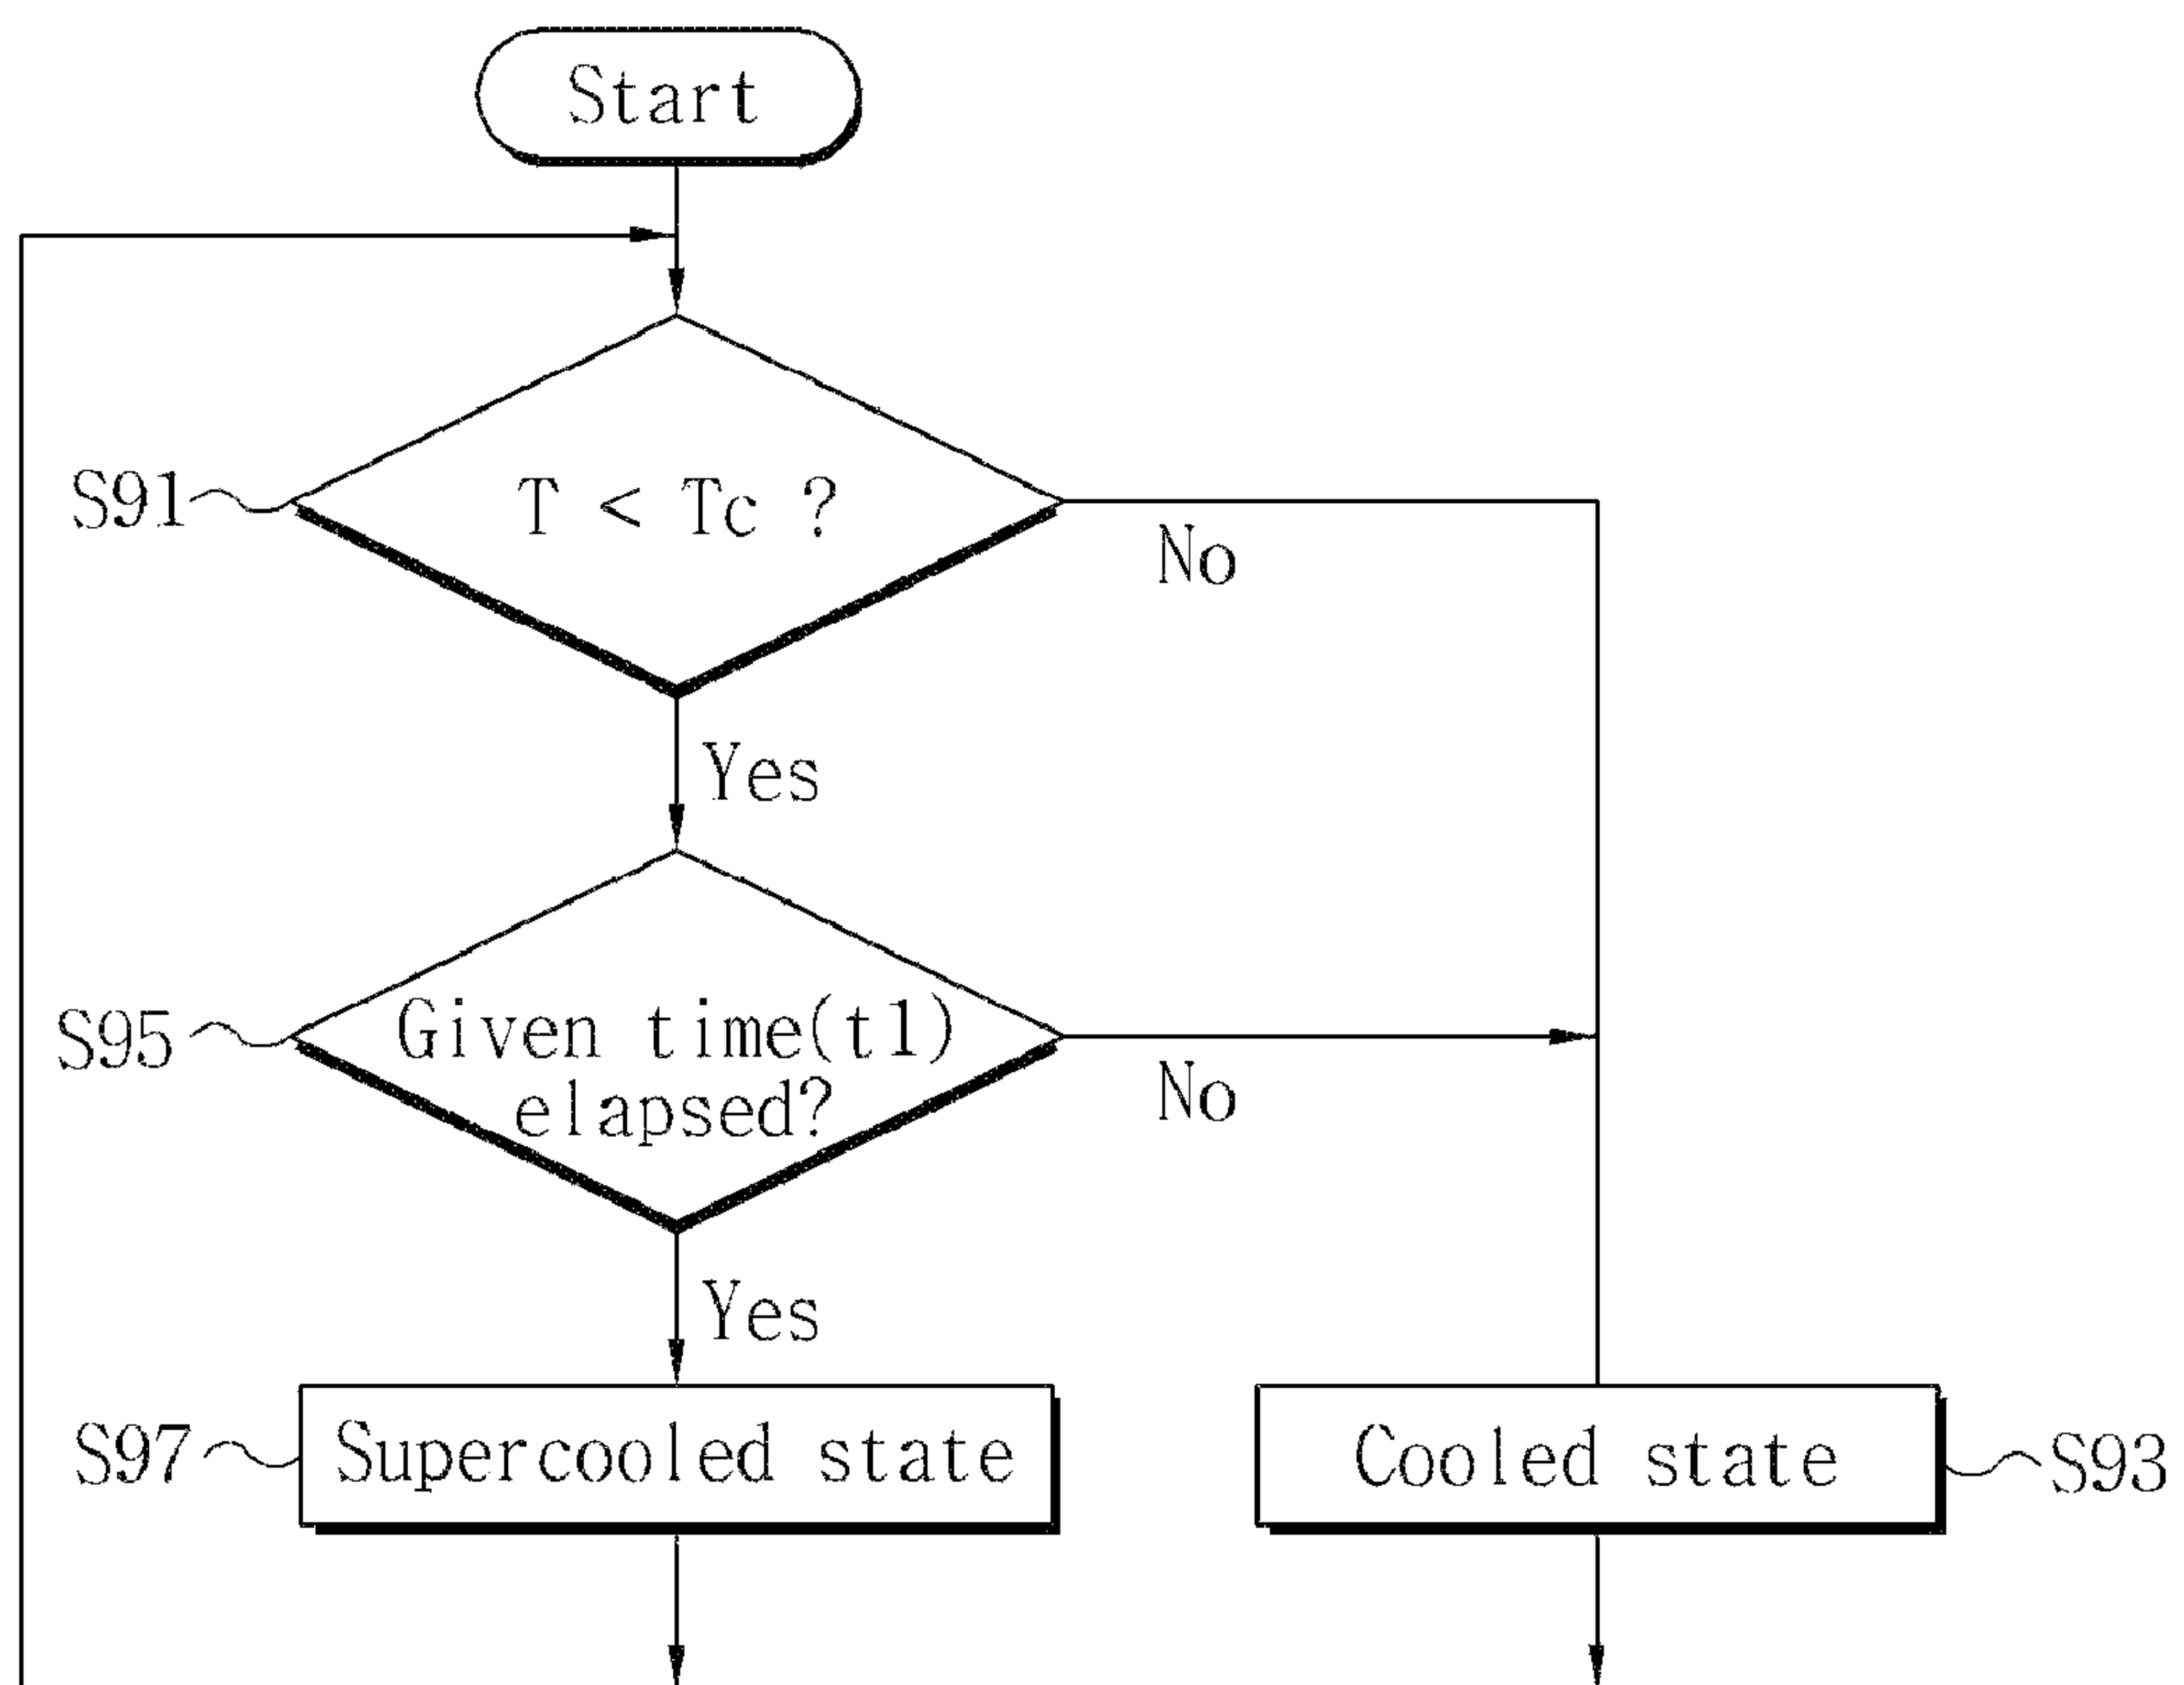 Start
S91
T < Tc ?
No
Yes
S95
Given time(t1)
elapsed?
No
Yes
S97
Supercooled state
Cooled state
S93